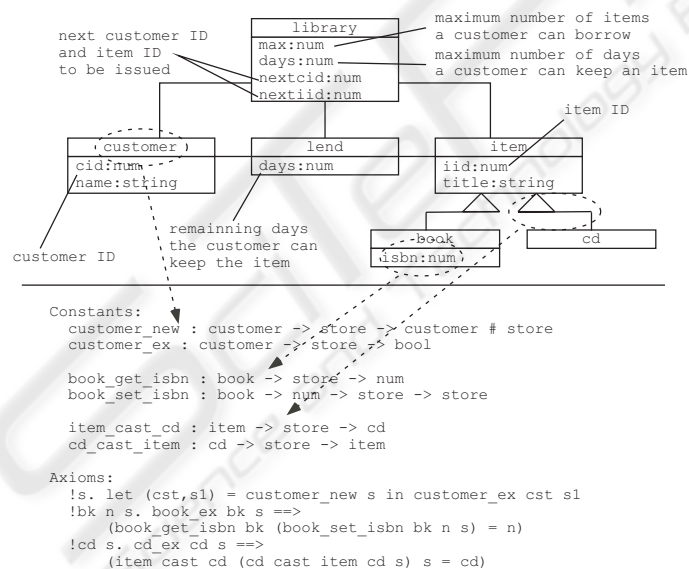 library
max:num
days:num
nextcid:num
nextiid:num
next customer ID
and item ID
to be issued
maximum number of items
a customer can borrow
maximum number of days
a customer can keep an item
item ID
customer
cid:num
name:string
lend
days:num
item
iid:num
title:string
book
isbn:num
cd
customer ID
remainning days
the customer can
keep the item
Constants:
customer_new : customer -> store -> customer # store
customer_ex : customer -> store -> bool
book_get_isbn : book -> store -> num
book_set_isbn : book -> num -> store -> store
item_cast_cd : item -> store -> cd
cd_cast_item : cd -> store -> item
Axioms:
!s. let (cst,s1) = customer_new s in customer_ex cst s1
!bk n s. book_ex bk s ==>
(book_get_isbn bk (book_set_isbn bk n s) = n)
!cd s. cd_ex cd s ==>
(item_cast_cd (cd_cast_item cd s) s = cd)